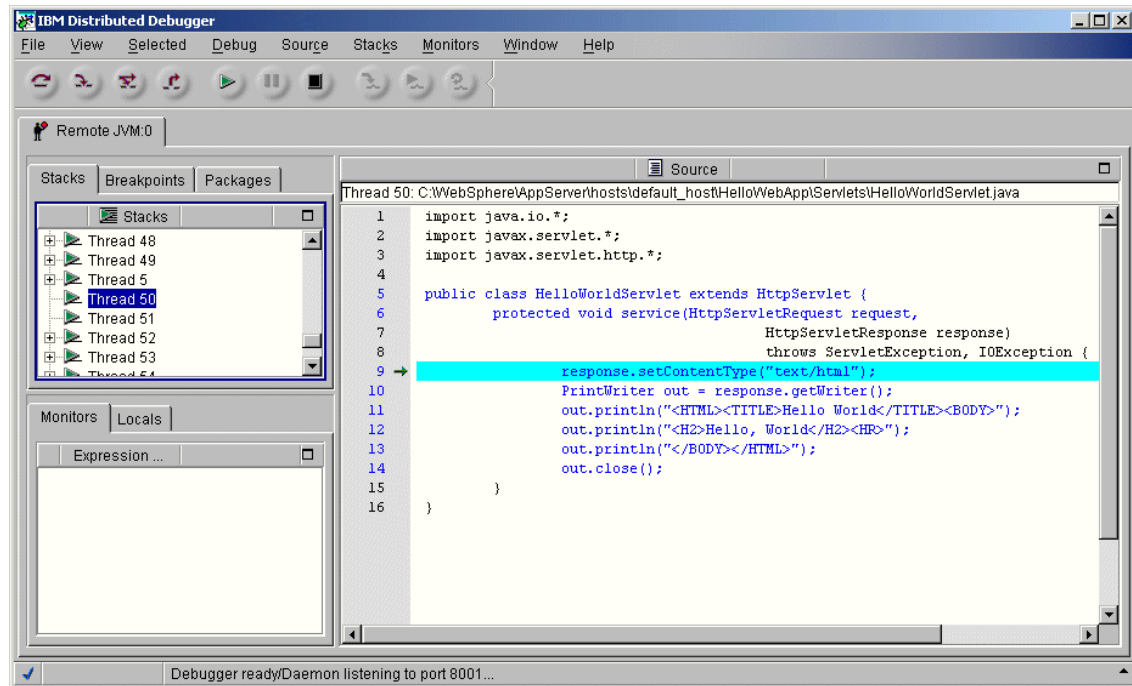 IBM Distributed Debugger
File View Selected Debug Source Stacks Monitors Window Help
Remote JVM:0
Stacks Breakpoints Packages
Stacks
Thread 48
Thread 49
Thread 5
Thread 50
Thread 51
Thread 52
Thread 53
Thread 54
Monitors Locals
Expression ...
Source
Thread 50: C:\WebSphere\AppServer\hosts\default_host\HelloWebApp\Servlets\HelloWorldServlet.java
1 import java.io.*;
2 import javax.servlet.*;
3 import javax.servlet.http.*;
4
5 public class HelloWorldServlet extends HttpServlet {
6 protected void service(HttpServletRequest request,
7 HttpServletResponse response)
8 throws ServletException, IOException {
9 response.setContentType("text/html");
10 PrintWriter out = response.getWriter();
11 out.println("<HTML><TITLE>Hello World</TITLE><BODY>");
12 out.println("<H2>Hello, World</H2><HR>");
13 out.println("</BODY></HTML>");
14 out.close();
15 }
16 }
Debugger ready/Daemon listening to port 8001...